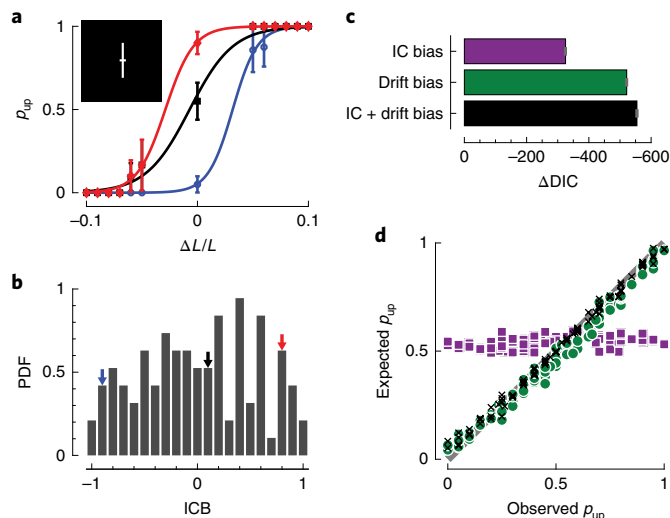 a
p_up
1
0.5
0
–0.1
0
0.1
ΔL/L
b
PDF
1
0.5
0
–1
0
1
ICB
c
IC bias
Drift bias
IC + drift bias
0
–200
–400
–600
ΔDIC
d
Expected p_up
1
0.5
0
0
0.5
1
Observed p_up